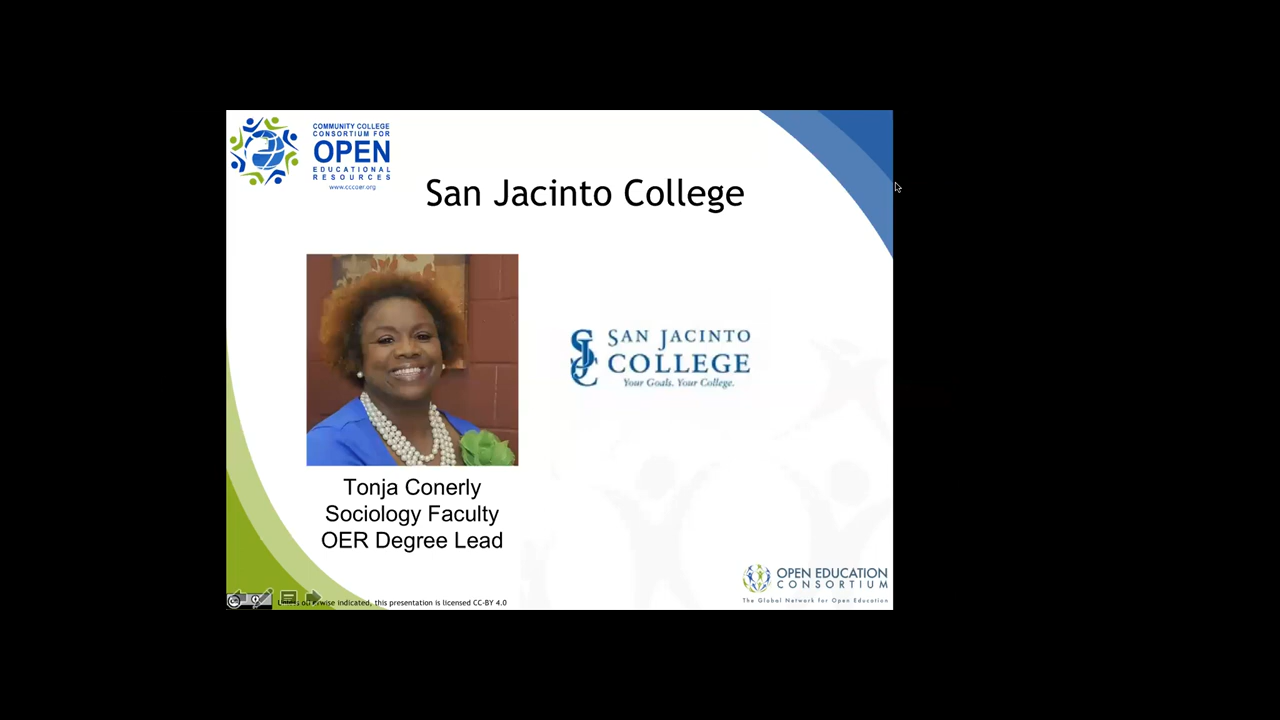 COMMUNITY COLLEGE
CONSORTIUM FOR
OPEN
EDUCATIONAL
RESOURCES
www.cccoer.org
San Jacinto College
SAN JACINTO
COLLEGE
Your Goals. Your College.
Tonja Conerly
Sociology Faculty
OER Degree Lead
OPEN EDUCATION
CONSORTIUM
The Global Network for Open Education
indicated, this presentation is licensed CC-BY 4.0